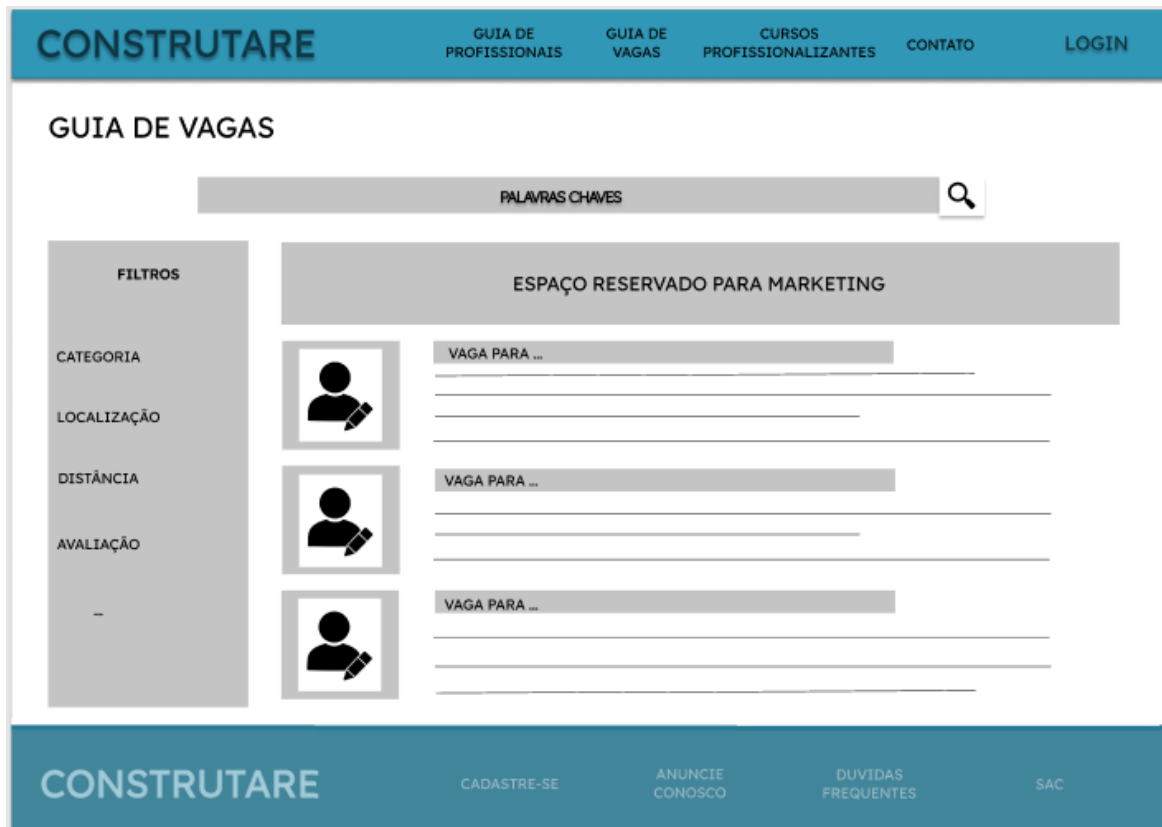 CONSTRUTARE
GUIA DE
PROFISSIONAIS
GUIA DE
VAGAS
CURSOS
PROFISSIONALIZANTES
CONTATO
LOGIN
GUIA DE VAGAS
PALAVRAS CHAVES
FILTROS
CATEGORIA
LOCALIZAÇÃO
DISTÂNCIA
AVALIAÇÃO
...
ESPAÇO RESERVADO PARA MARKETING
VAGA PARA ...
VAGA PARA ...
VAGA PARA ...
CONSTRUTARE
CADASTRE-SE
ANUNCIE
CONOSCO
DUVIDAS
FREQUENTES
SAC